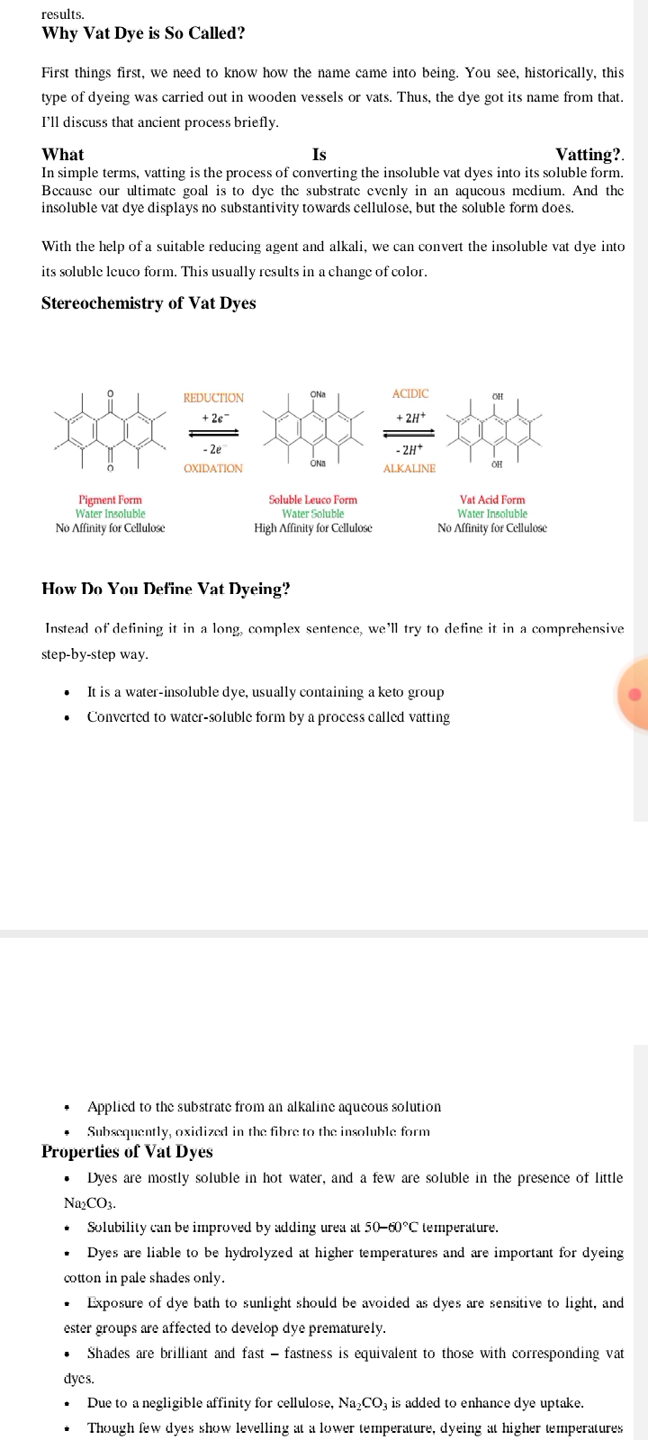 results.
Why Vat Dye is So Called?
First things first, we need to know how the name came into being. You see, historically, this
type of dyeing was carried out in wooden vessels or vats. Thus, the dye got its name from that.
I'll discuss that ancient process briefly.
What Is Vatting?.
In simple terms, vatting is the process of converting the insoluble vat dyes into its soluble form.
Because our ultimate goal is to dye the substrate evenly in an aqueous medium. And the
insoluble vat dye displays no substantivity towards cellulose, but the soluble form does.
With the help of a suitable reducing agent and alkali, we can convert the insoluble vat dye into
its soluble leuco form. This usually results in a change of color.
Stereochemistry of Vat Dyes
O
O
REDUCTION
+ 2e⁻
- 2e⁻
OXIDATION
ONa
ONa
ACIDIC
+ 2H⁺
- 2H⁺
ALKALINE
OH
OH
Pigment Form
Water Insoluble
No Affinity for Cellulose
Soluble Leuco Form
Water Soluble
High Affinity for Cellulose
Vat Acid Form
Water Insoluble
No Affinity for Cellulose
How Do You Define Vat Dyeing?
Instead of defining it in a long, complex sentence, we'll try to define it in a comprehensive
step-by-step way.
• It is a water-insoluble dye, usually containing a keto group
• Converted to water-soluble form by a process called vatting
• Applied to the substrate from an alkaline aqueous solution
• Subsequently, oxidized in the fibre to the insoluble form
Properties of Vat Dyes
• Dyes are mostly soluble in hot water, and a few are soluble in the presence of little
Na₂CO₃.
• Solubility can be improved by adding urea at 50–60°C temperature.
• Dyes are liable to be hydrolyzed at higher temperatures and are important for dyeing
cotton in pale shades only.
• Exposure of dye bath to sunlight should be avoided as dyes are sensitive to light, and
ester groups are affected to develop dye prematurely.
• Shades are brilliant and fast – fastness is equivalent to those with corresponding vat
dyes.
• Due to a negligible affinity for cellulose, Na₂CO₃ is added to enhance dye uptake.
• Though few dyes show levelling at a lower temperature, dyeing at higher temperatures